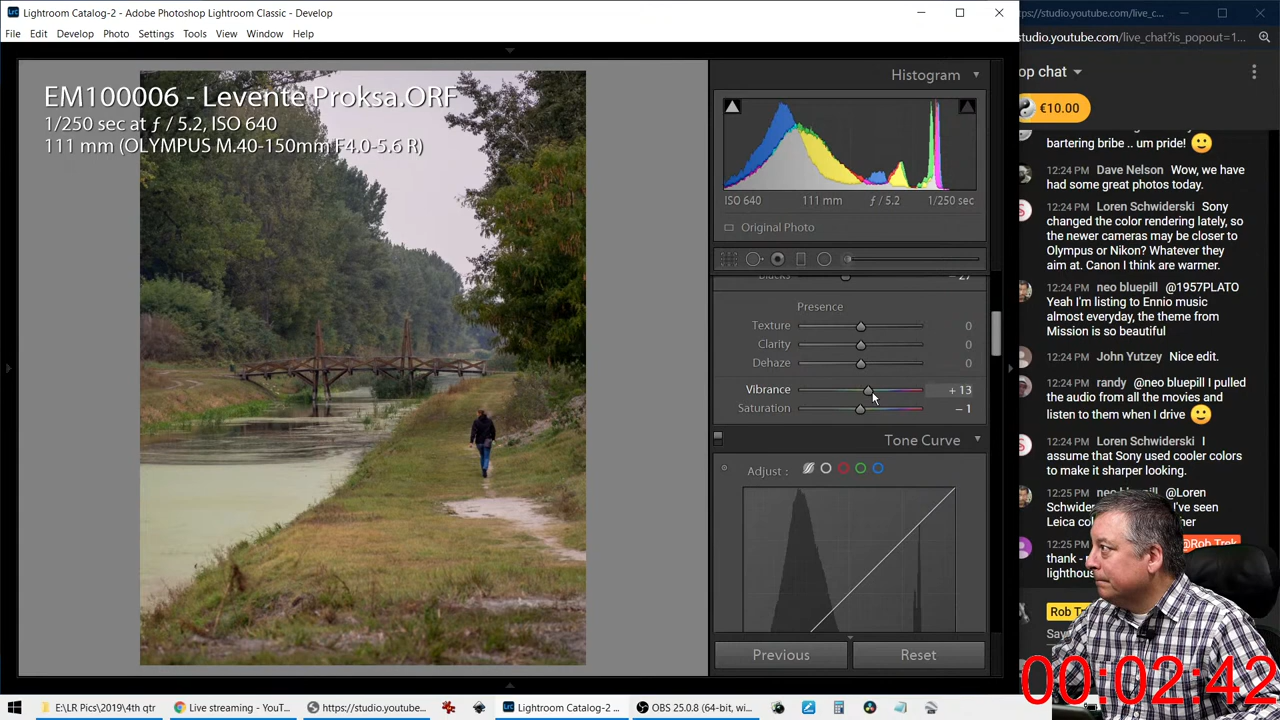 Lightroom Catalog-2 - Adobe Photoshop Lightroom Classic - Develop
File Edit Develop Photo Settings Tools View Window Help
EM100006 - Levente Proksa.ORF
1/250 sec at ƒ / 5.2, ISO 640
111 mm (OLYMPUS M.40-150mm F4.0-5.6 R)
Histogram
ISO 640 111 mm ƒ / 5.2 1/250 sec
Original Photo
Blacks - 27
Presence
Texture 0
Clarity 0
Dehaze 0
Vibrance + 13
Saturation - 1
Tone Curve
Adjust :
Previous Reset
https://studio.youtube.com/live_c...
studio.youtube.com/live_chat?is_popout=1...
op chat
€10.00
bartering bribe .. um pride!
12:24 PM Dave Nelson Wow, we have
had some great photos today.
12:24 PM Loren Schwiderski Sony
changed the color rendering lately, so
the newer cameras may be closer to
Olympus or Nikon? Whatever they
aim at. Canon I think are warmer.
12:24 PM neo bluepill @1957PLATO
Yeah I'm listing to Ennio music
almost everyday, the theme from
Mission is so beautiful
12:24 PM John Yutzey Nice edit.
12:24 PM randy @neo bluepill I pulled
the audio from all the movies and
listen to them when I drive
12:24 PM Loren Schwiderski I
assume that Sony used cooler colors
to make it sharper looking.
12:25 PM @Loren
I've seen
12:25 PM @Rob Trek
thank
Rob
00:02:42
E:\LR Pics\2019\4th qtr
Live streaming - YouT...
https://studio.youtube...
Lightroom Catalog-2 ...
OBS 25.0.8 (64-bit, wi...